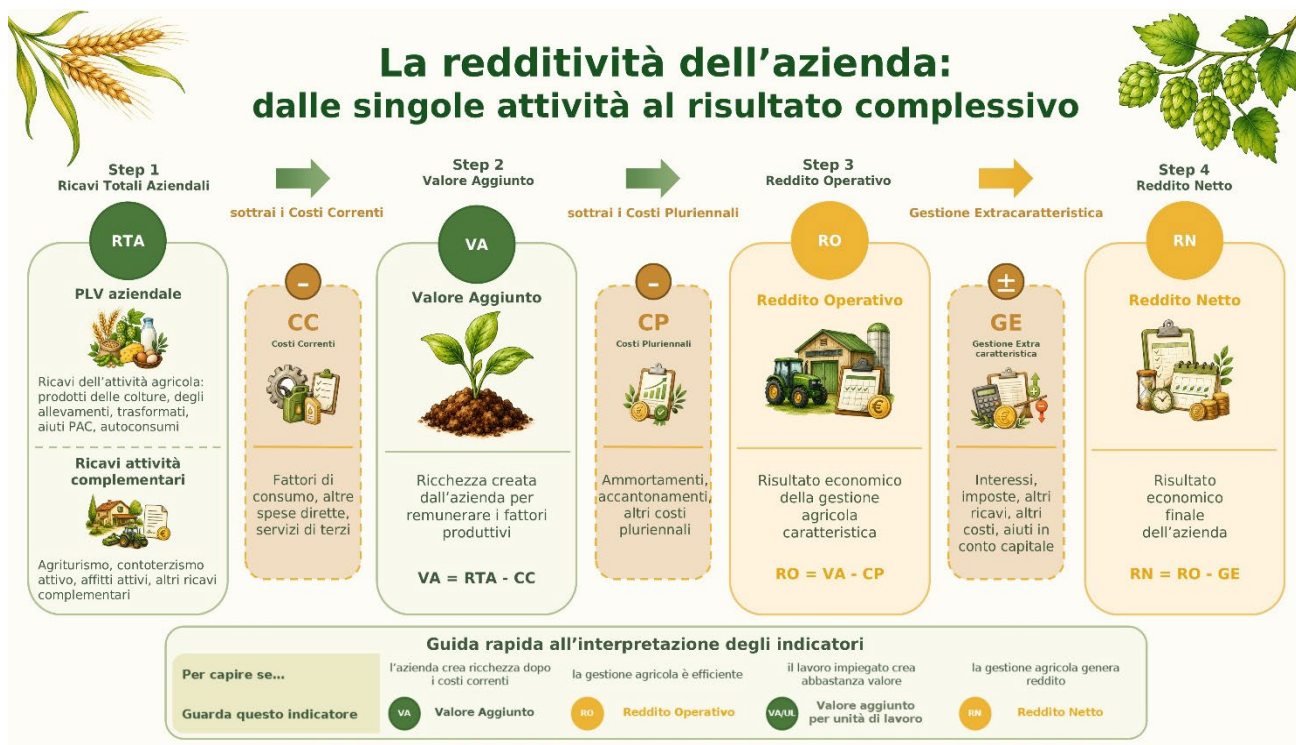 La redditività dell’azienda:
dalle singole attività al risultato complessivo
Step 1
Ricavi Totali Aziendali
sottrai i Costi Correnti
Step 2
Valore Aggiunto
sottrai i Costi Pluriennali
Step 3
Reddito Operativo
Gestione Extracaratteristica
Step 4
Reddito Netto
RTA
PLV aziendale
Ricavi dell’attività agricola:
prodotti delle colture, degli
allevamenti, trasformati,
aiuti PAC, autoconsumi
Ricavi attività
complementari
Agriturismo, contoterzismo
attivo, affitti attivi, altri ricavi
complementari
–
CC
Costi Correnti
Fattori di
consumo, altre
spese dirette,
servizi di terzi
VA
Valore Aggiunto
Ricchezza creata
dall’azienda per
remunerare i fattori
produttivi
VA = RTA - CC
–
CP
Costi Pluriennali
Ammortamenti,
accantonamenti,
altri costi
pluriennali
RO
Reddito Operativo
€
Risultato economico
della gestione
agricola
caratteristica
RO = VA - CP
±
GE
Gestione Extra
caratteristica
€
Interessi,
imposte, altri
ricavi, altri
costi, aiuti in
conto capitale
RN
Reddito Netto
Risultato
economico
finale
dell’azienda
RN = RO - GE
Guida rapida all’interpretazione degli indicatori
Per capire se...
l’azienda crea ricchezza dopo
i costi correnti
la gestione agricola è efficiente
il lavoro impiegato crea
abbastanza valore
la gestione agricola genera
reddito
Guarda questo indicatore
VA
Valore Aggiunto
RO
Reddito Operativo
VA/UL
Valore aggiunto
per unità di lavoro
RN
Reddito Netto